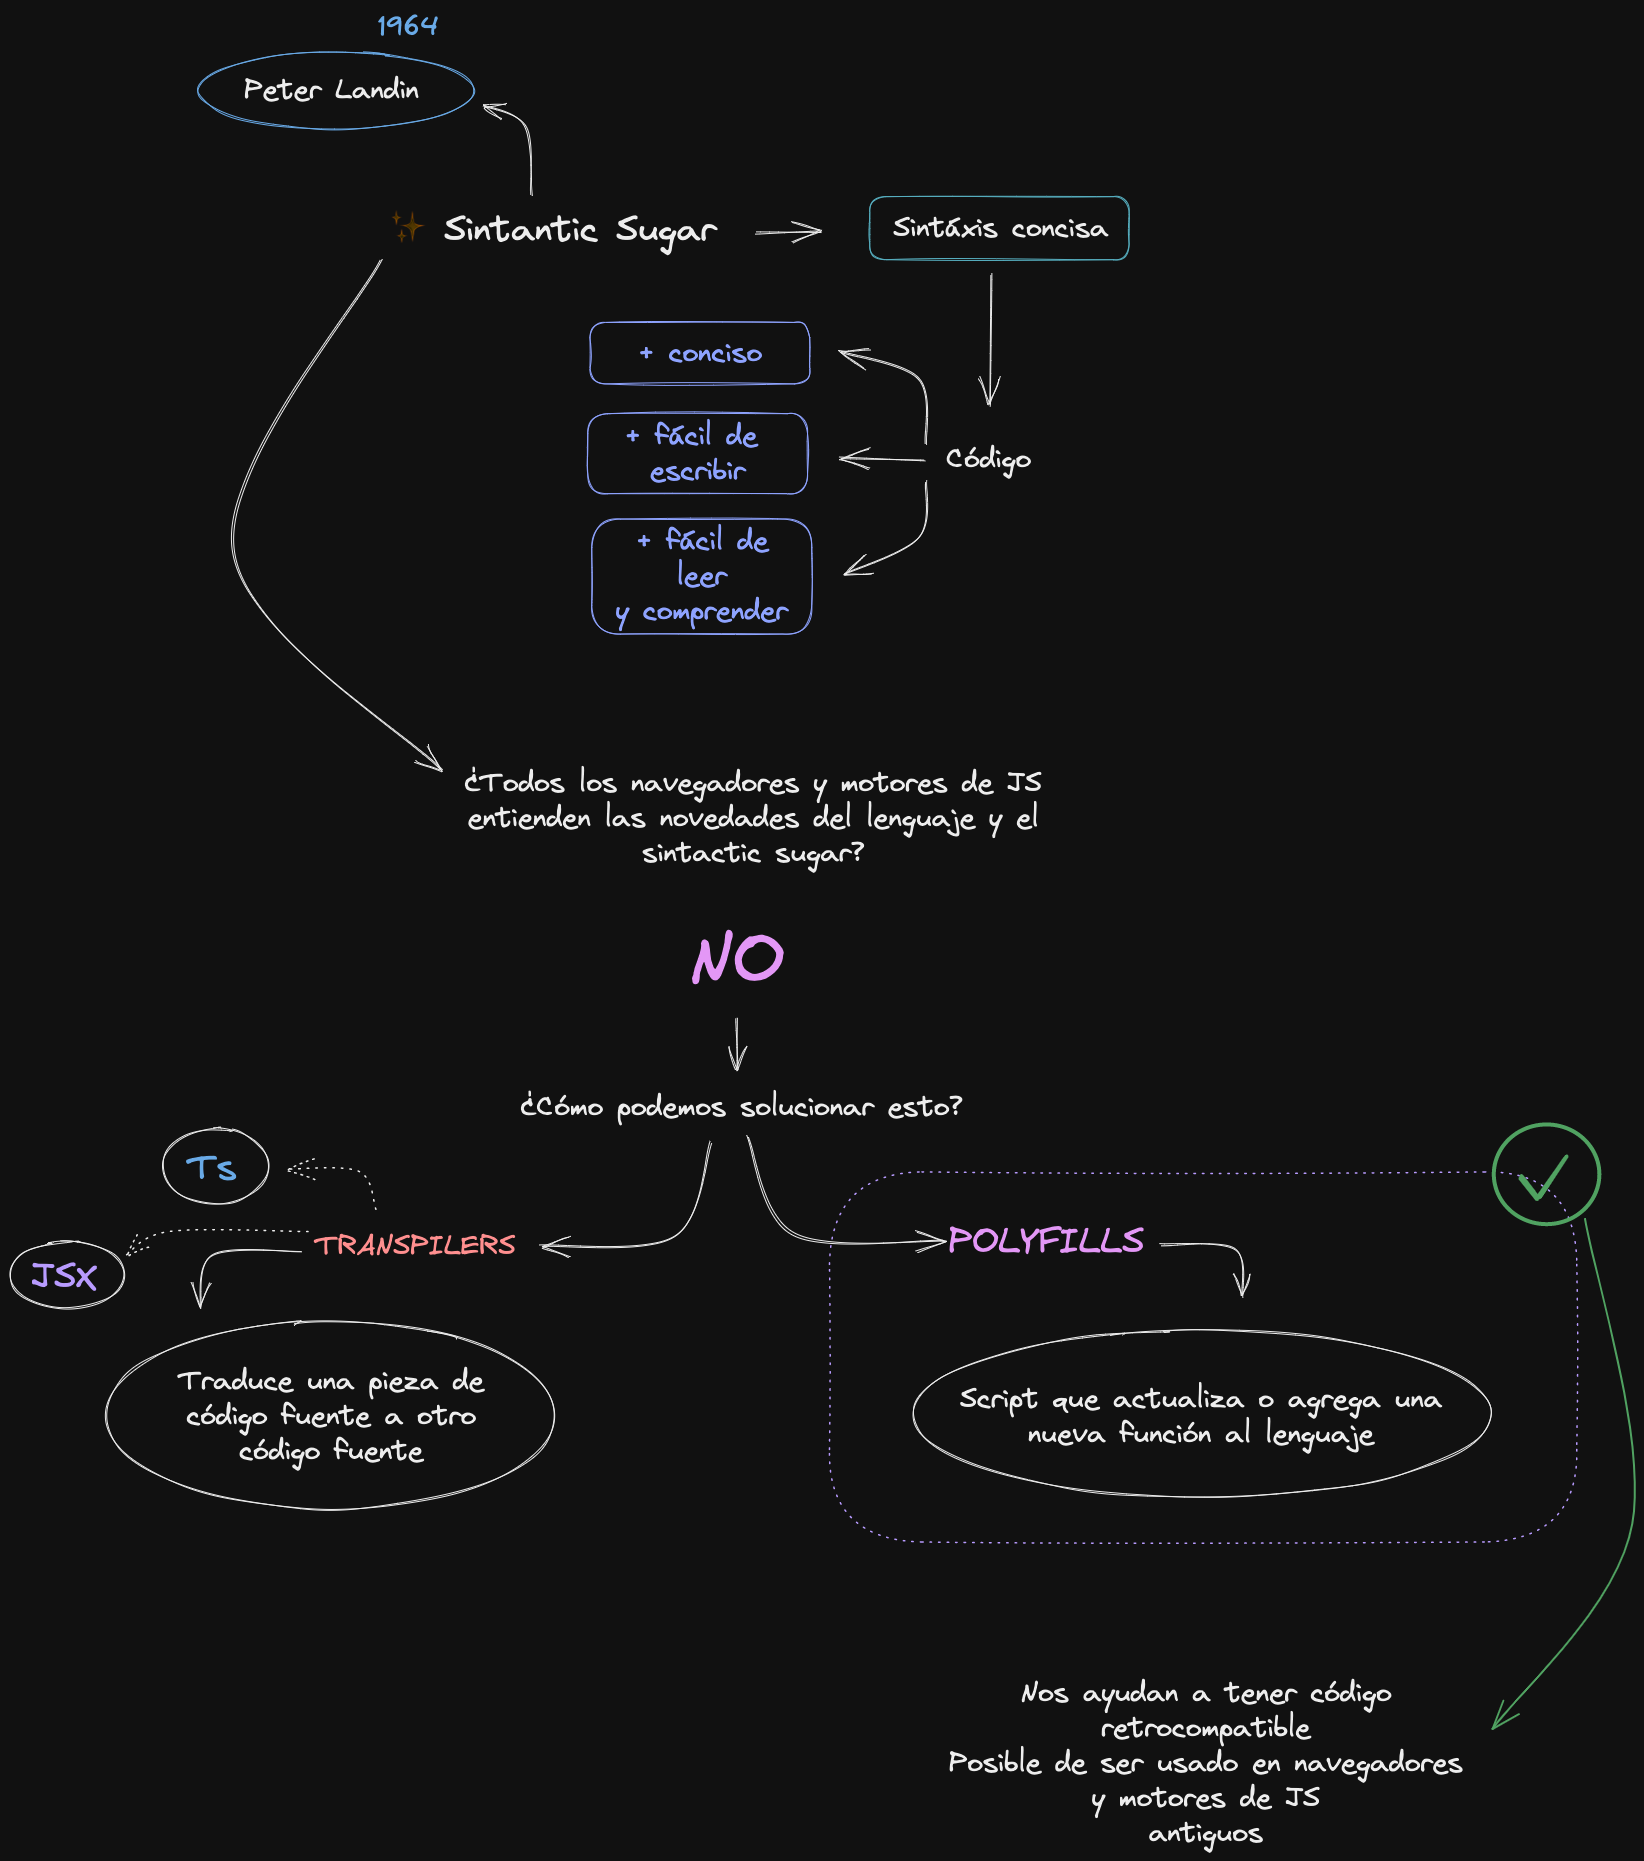 1964
Peter Landin
Sintantic Sugar
Sintáxis concisa
+ conciso
+ fácil de
escribir
+ fácil de
leer
y comprender
Código
¿Todos los navegadores y motores de JS
entienden las novedades del lenguaje y el
sintactic sugar?
NO
¿Cómo podemos solucionar esto?
Ts
JSX
TRANSPILERS
POLYFILLS
Traduce una pieza de
código fuente a otro
código fuente
Script que actualiza o agrega una
nueva función al lenguaje
Nos ayudan a tener código
retrocompatible
Posible de ser usado en navegadores
y motores de JS
antiguos